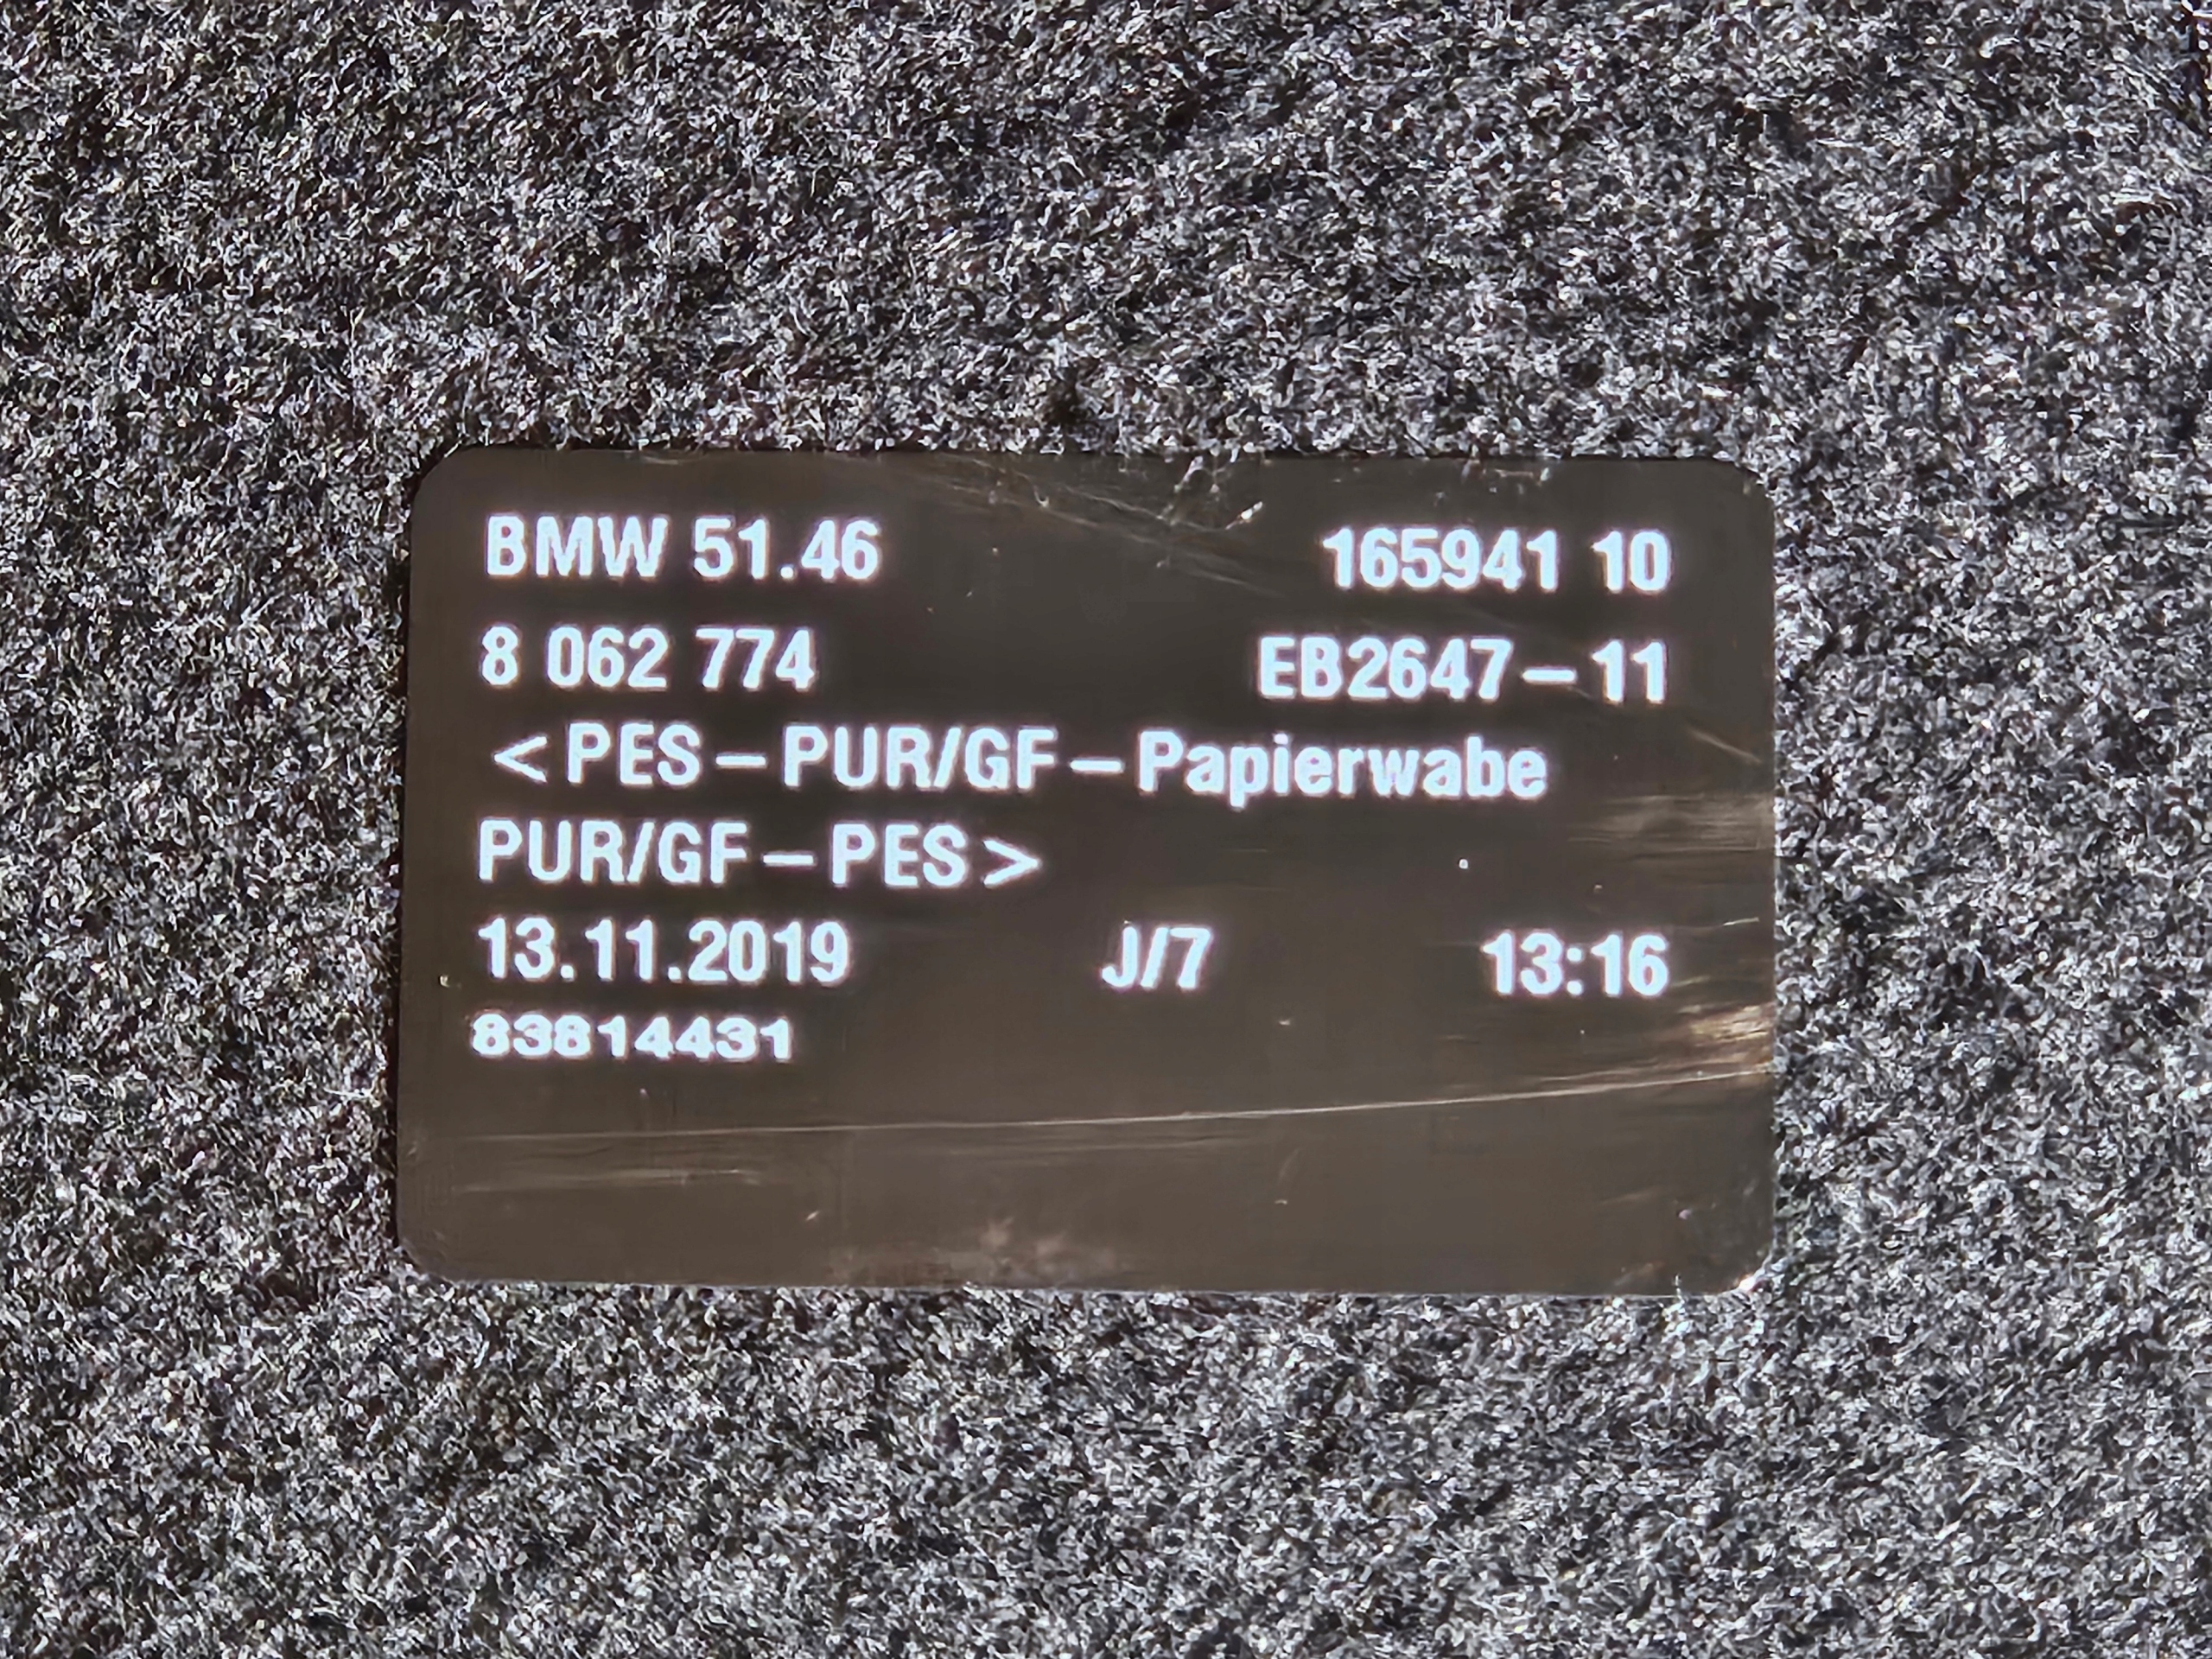 BMW 51.46 165941 10
8 062 774 EB2647-11
<PES-PUR/GF-Papierwabe
PUR/GF-PES>
13.11.2019 J/7 13:16
83814431